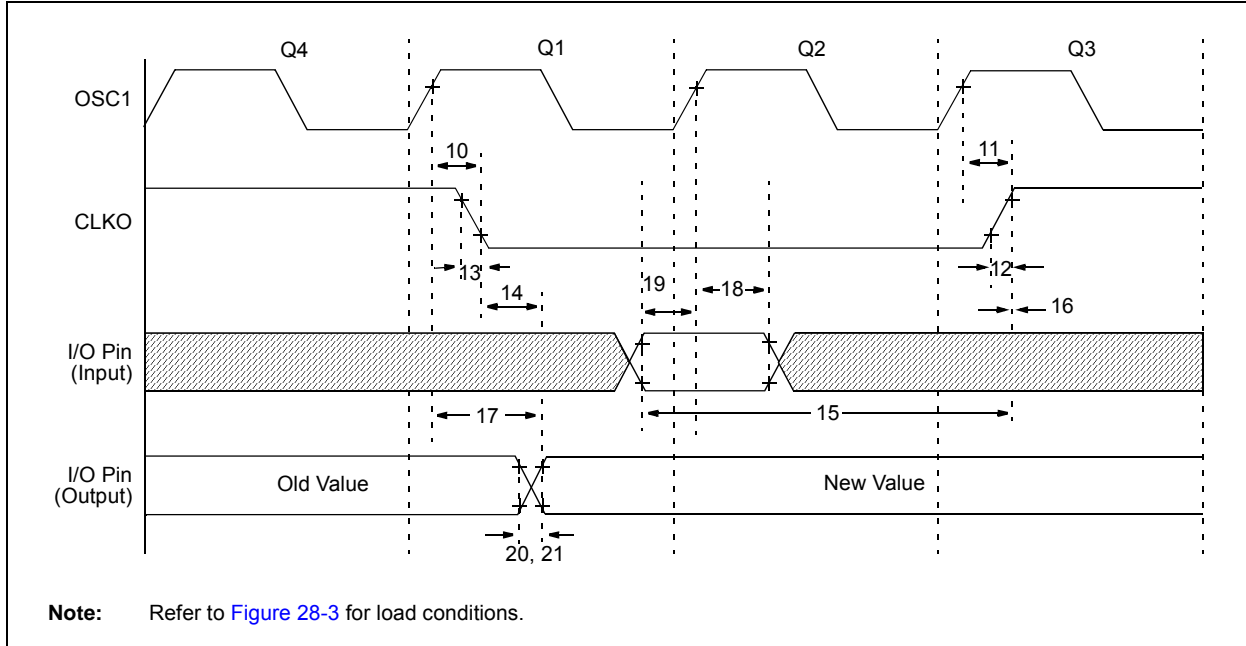 Q4 Q1 Q2 Q3
OSC1
10 11
CLKO
13 12
14 19 18 16
I/O Pin
(Input)
17 15
I/O Pin
(Output)
Old Value New Value
20, 21
Note: Refer to Figure 28-3 for load conditions.